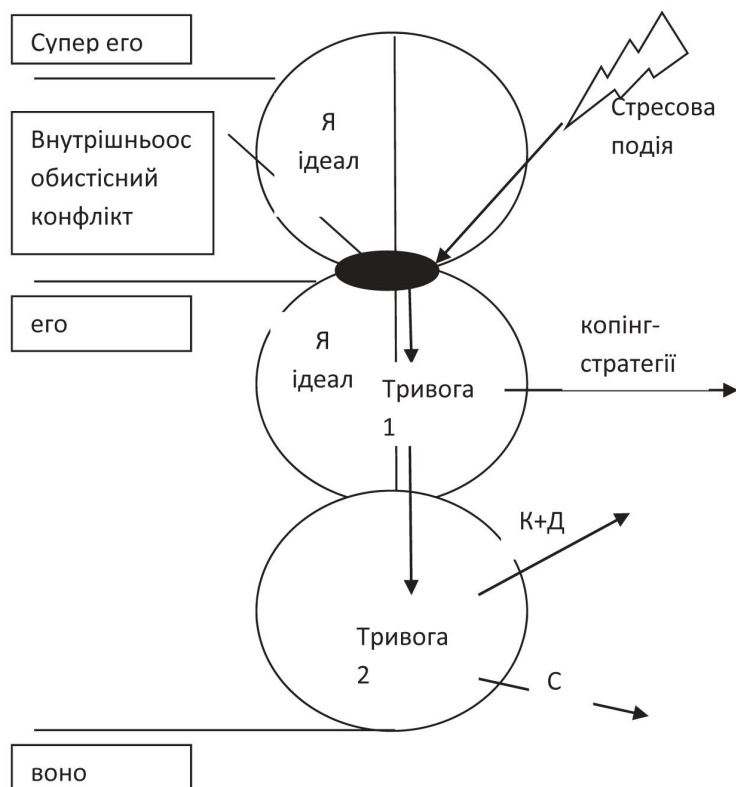 Супер его
Я
ідеал
Стресова
подія
Внутрішньоос
обистісний
конфлікт
его
Я
ідеал
Тривога
1
копінг-
стратегії
К+Д
Тривога
2
С
воно